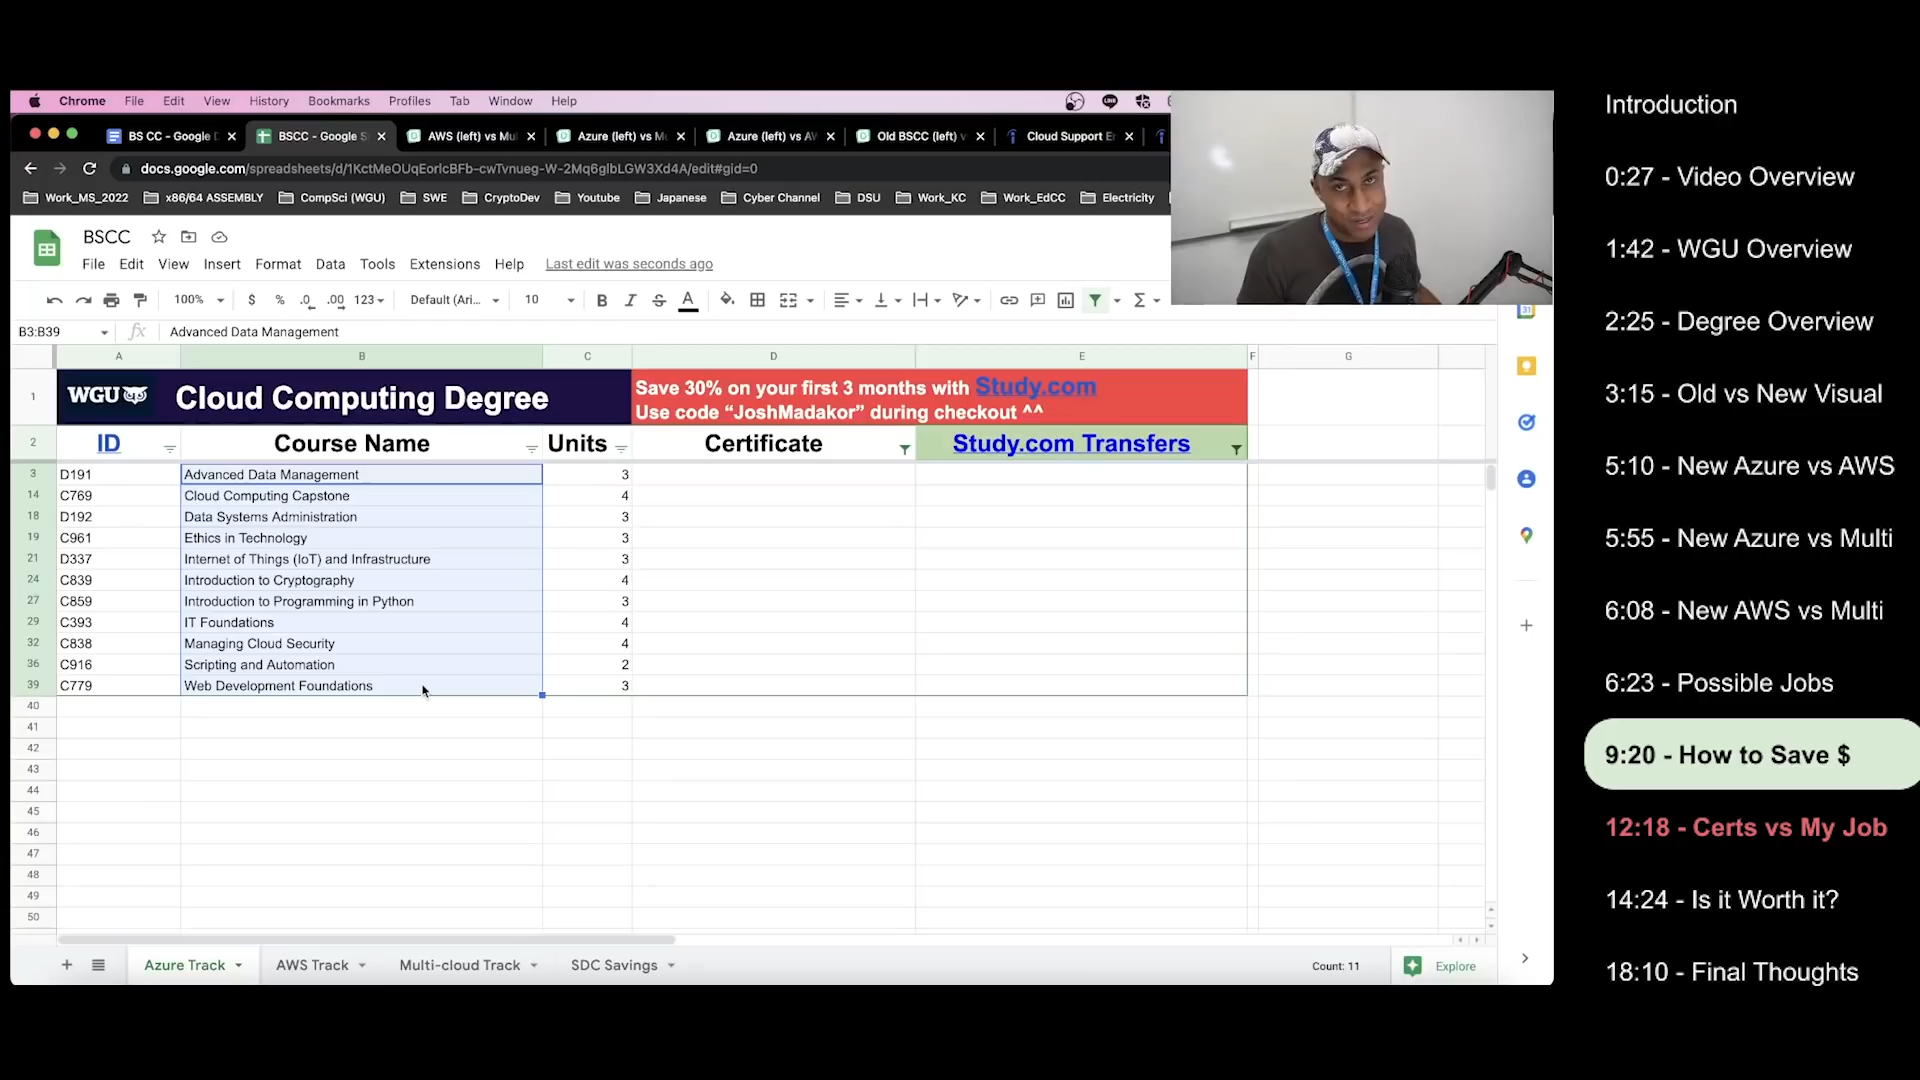 Chrome File Edit View History Bookmarks Profiles Tab Window Help
BS CC - Google D
BSCC - Google S
AWS (left) vs Mul
Azure (left) vs Mu
Azure (left) vs AW
Old BSCC (left) v
Cloud Support En
docs.google.com/spreadsheets/d/1KctMeOUqEorlcBFb-cwTvnueg-W-2Mq6glbLGW3Xd4A/edit#gid=0
Work_MS_2022 x86/64 ASSEMBLY CompSci (WGU) SWE CryptoDev Youtube Japanese Cyber Channel DSU Work_KC Work_EdCC Electricity
BSCC
File Edit View Insert Format Data Tools Extensions Help Last edit was seconds ago
100% $ % .0 .00 123 Default (Ari... 10 B I S A
B3:B39 fx Advanced Data Management
A B C D E F G
1 WGU Cloud Computing Degree
Save 30% on your first 3 months with Study.com
Use code “JoshMadakor” during checkout ^^
2 ID Course Name Units Certificate Study.com Transfers
3 D191 Advanced Data Management 3
14 C769 Cloud Computing Capstone 4
18 D192 Data Systems Administration 3
19 C961 Ethics in Technology 3
21 D337 Internet of Things (IoT) and Infrastructure 3
24 C839 Introduction to Cryptography 4
27 C859 Introduction to Programming in Python 3
29 C393 IT Foundations 4
32 C838 Managing Cloud Security 4
36 C916 Scripting and Automation 2
39 C779 Web Development Foundations 3
40
41
42
43
44
45
46
47
48
49
50
Azure Track AWS Track Multi-cloud Track SDC Savings Count: 11 Explore
Introduction
0:27 - Video Overview
1:42 - WGU Overview
2:25 - Degree Overview
3:15 - Old vs New Visual
5:10 - New Azure vs AWS
5:55 - New Azure vs Multi
6:08 - New AWS vs Multi
6:23 - Possible Jobs
9:20 - How to Save $
12:18 - Certs vs My Job
14:24 - Is it Worth it?
18:10 - Final Thoughts